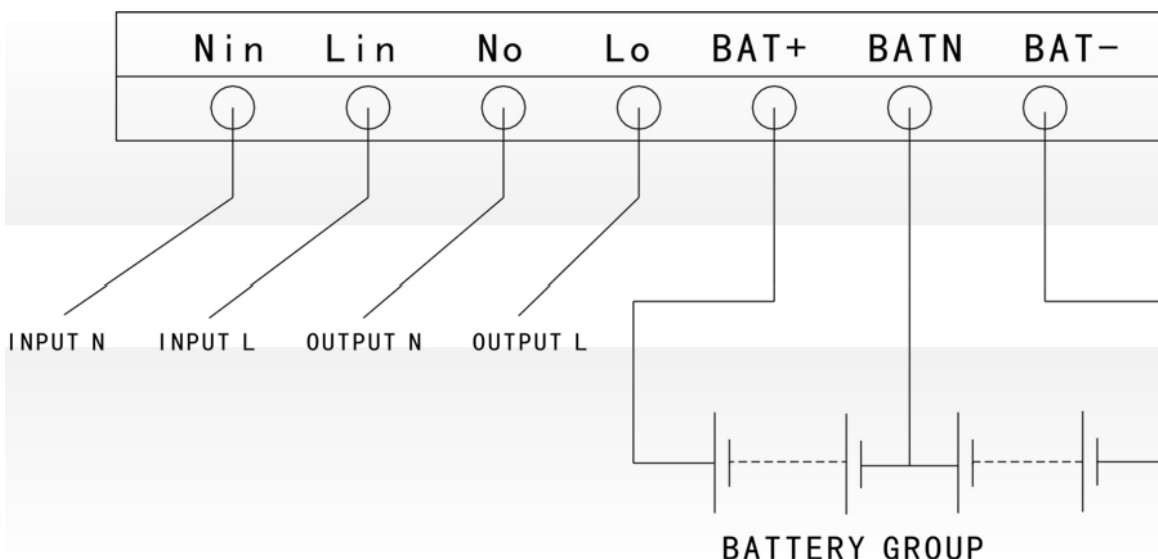 Nin Lin No Lo BAT+ BATN BAT-
INPUT N INPUT L OUTPUT N OUTPUT L
BATTERY GROUP